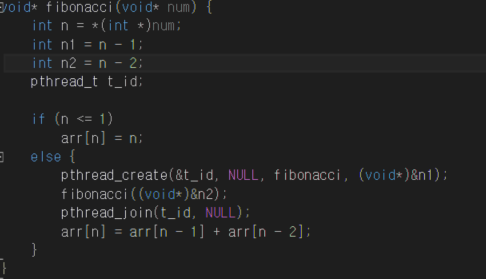 void* fibonacci(void* num) {
    int n = *(int *)num;
    int n1 = n - 1;
    int n2 = n - 2;
    pthread_t t_id;

    if (n <= 1)
        arr[n] = n;
    else {
        pthread_create(&t_id, NULL, fibonacci, (void*)&n1);
        fibonacci((void*)&n2);
        pthread_join(t_id, NULL);
        arr[n] = arr[n - 1] + arr[n - 2];
    }
}